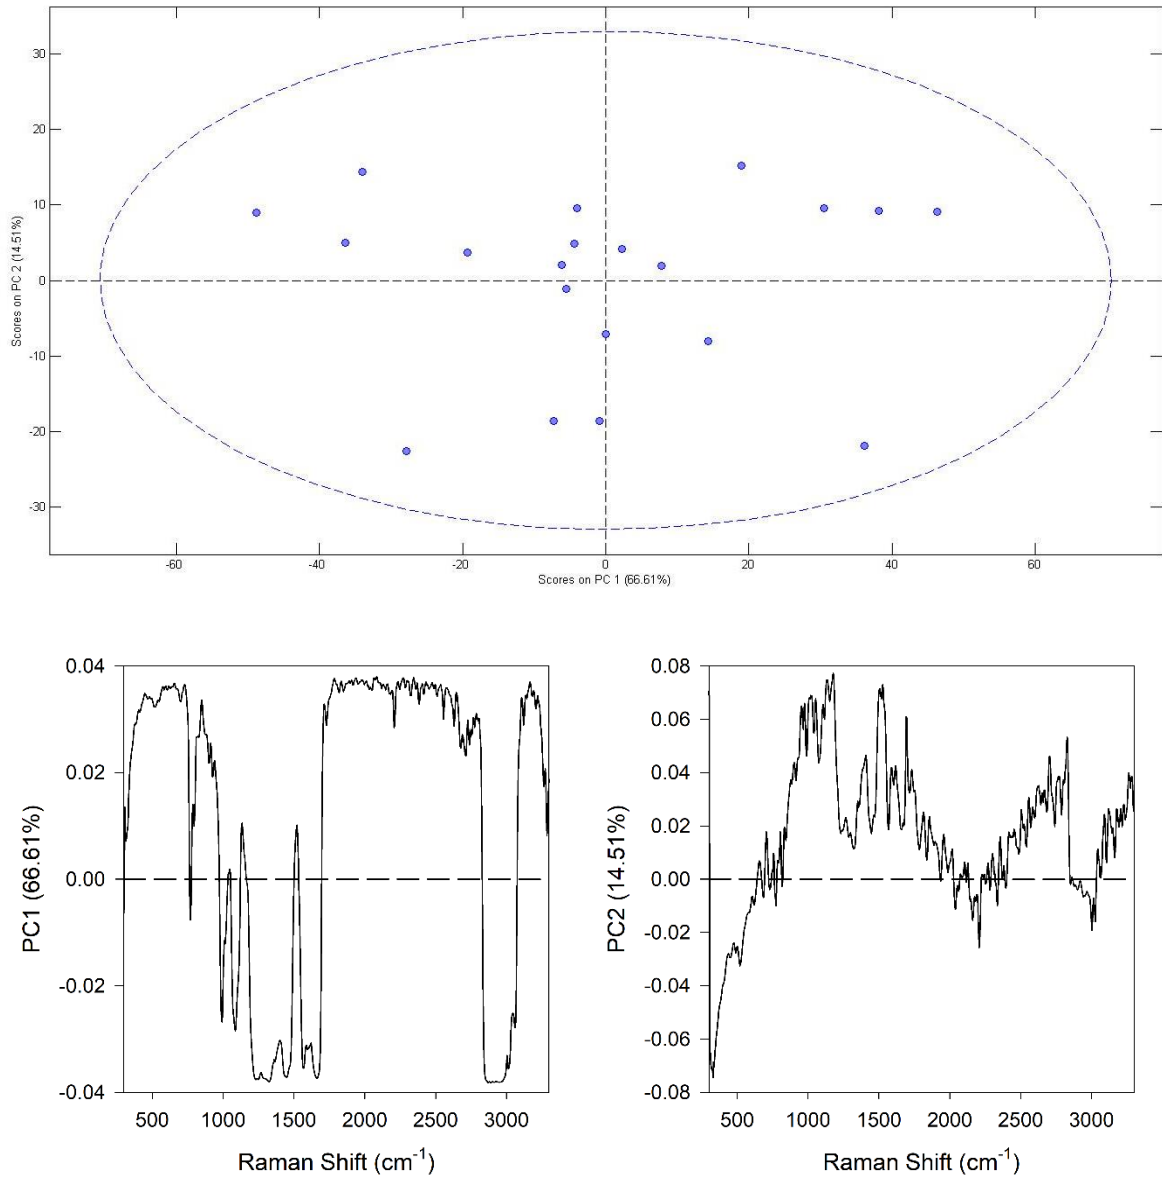 30
20
10
0
-10
-20
-30
Scores on PC 2 (14.51%)
-60 -40 -20 0 20 40 60
Scores on PC 1 (66.61%)
0.04
0.02
0.00
-0.02
-0.04
PC1 (66.61%)
500 1000 1500 2000 2500 3000
Raman Shift (cm⁻¹)
0.08
0.06
0.04
0.02
0.00
-0.02
-0.04
-0.06
-0.08
PC2 (14.51%)
500 1000 1500 2000 2500 3000
Raman Shift (cm⁻¹)